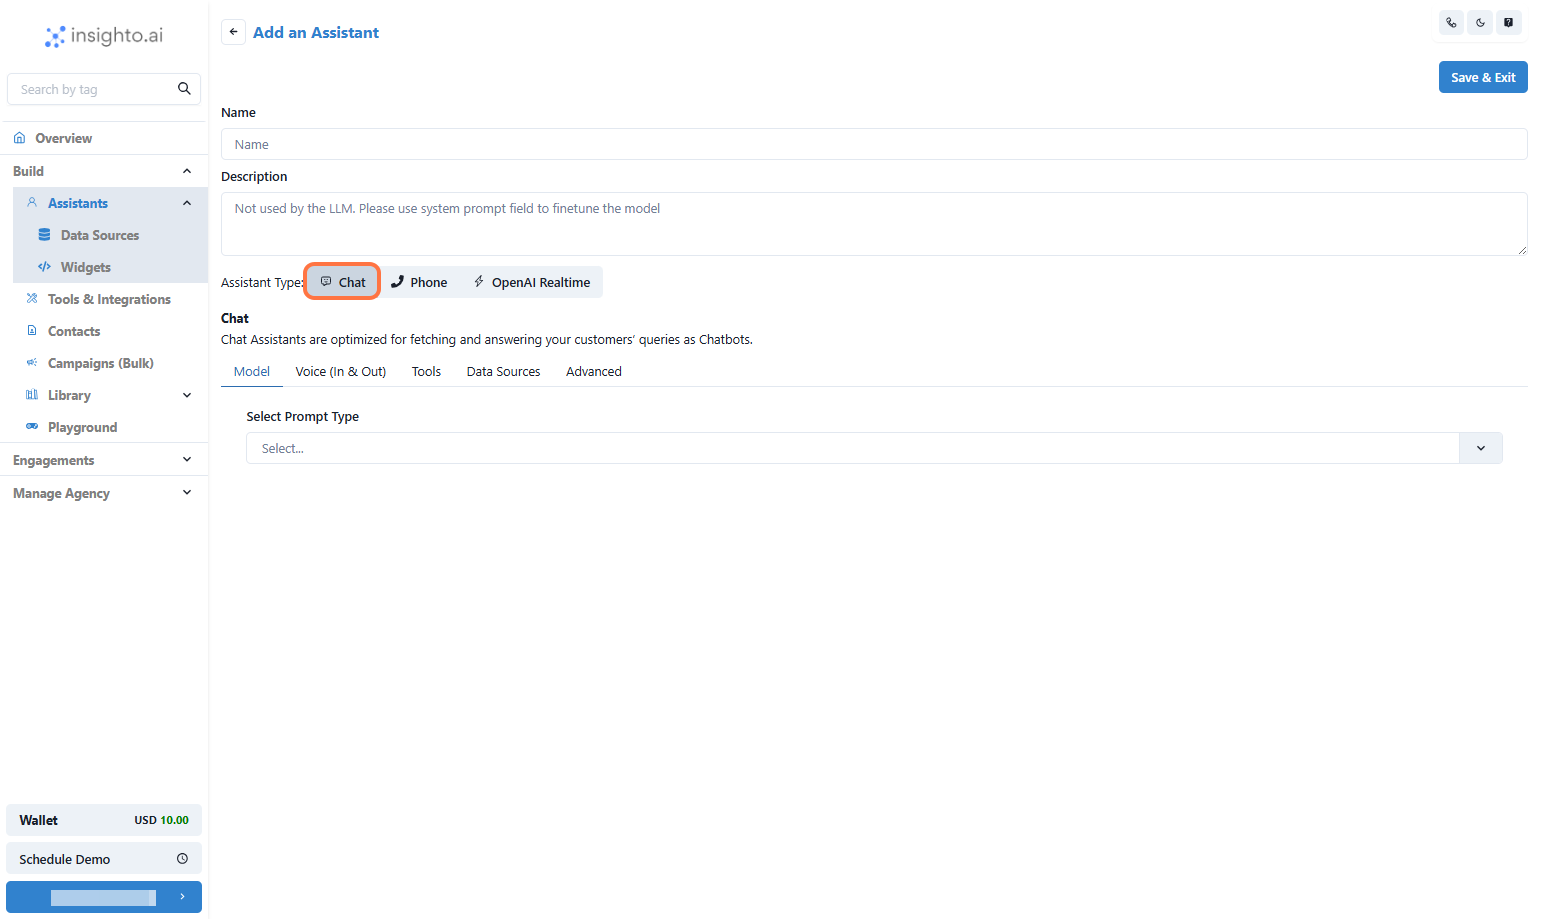 insighto.ai
Search by tag
Overview
Build
Assistants
Data Sources
Widgets
Tools & Integrations
Contacts
Campaigns (Bulk)
Library
Playground
Engagements
Manage Agency
Wallet USD 10.00
Schedule Demo
Add an Assistant
Save & Exit
Name
Name
Description
Not used by the LLM. Please use system prompt field to finetune the model
Assistant Type: Chat Phone OpenAI Realtime
Chat
Chat Assistants are optimized for fetching and answering your customers’ queries as Chatbots.
Model Voice (In & Out) Tools Data Sources Advanced
Select Prompt Type
Select...